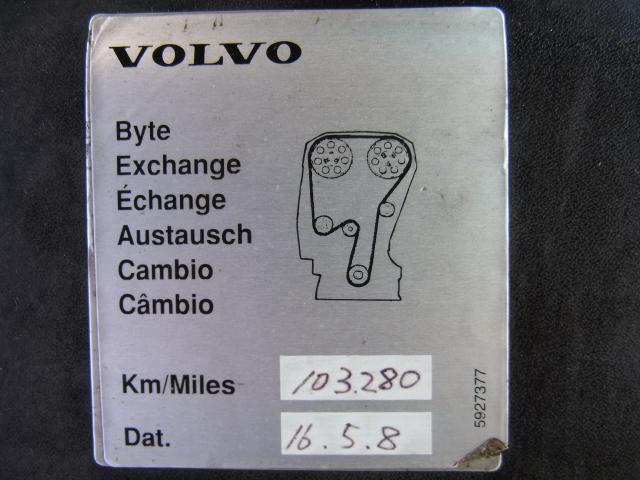 VOLVO
Byte
Exchange
Échange
Austausch
Cambio
Câmbio
Km/Miles 103.280
Dat. 16.5.8
5927377